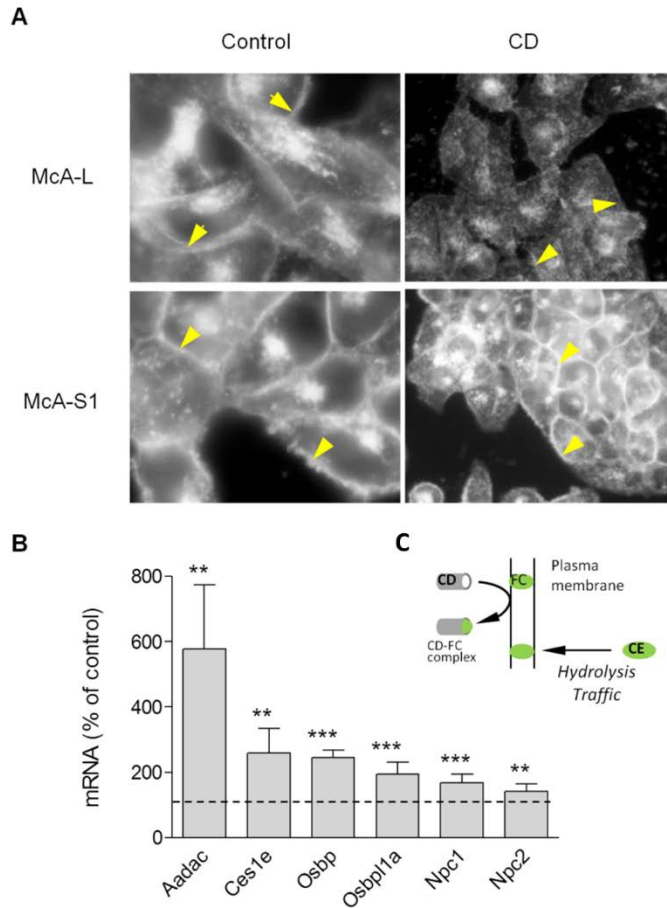 A
Control
CD
McA-L
McA-S1
B
mRNA (% of control)
800
600
400
200
0
**
**
***
***
***
**
Aadac
Ces1e
Osbp
Osbpl1a
Npc1
Npc2
C
CD
FC
Plasma
membrane
CD-FC
complex
CE
Hydrolysis
Traffic